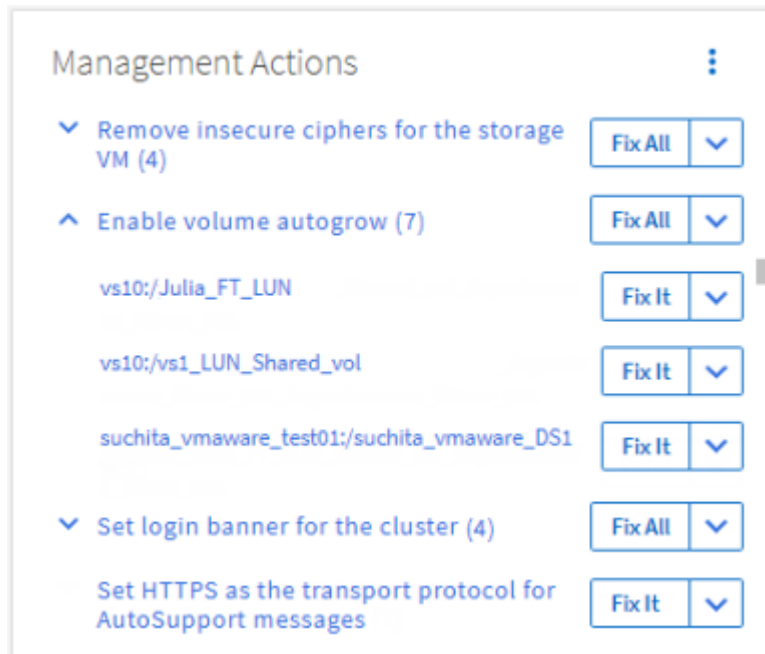 Management Actions
Remove insecure ciphers for the storage
VM (4)
Fix All
Enable volume autogrow (7)
Fix All
vs10:/Julia_FT_LUN
Fix It
vs10:/vs1_LUN_Shared_vol
Fix It
suchita_vmaware_test01:/suchita_vmaware_DS1
Fix It
Set login banner for the cluster (4)
Fix All
Set HTTPS as the transport protocol for
AutoSupport messages
Fix It